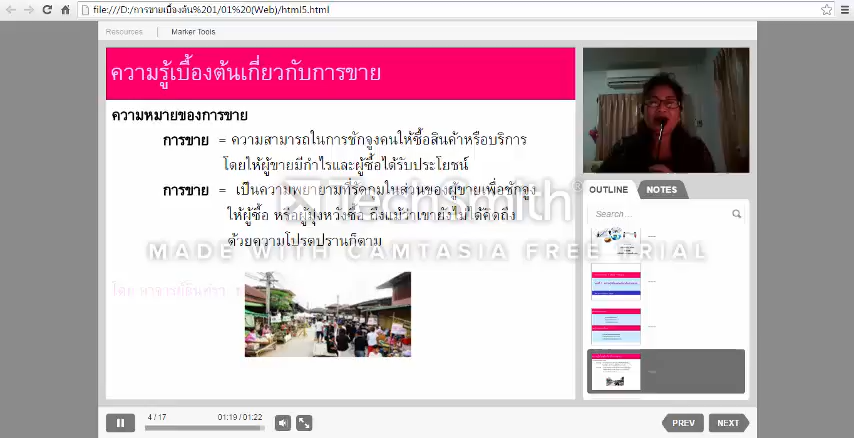 file:///D:/การขายเบื้องต้น%201/01%20(Web)/html5.html
Resources
Marker Tools
ความรู้เบื้องต้นเกี่ยวกับการขาย
ความหมายของการขาย
การขาย = ความสามารถในการชักจูงคนให้ซื้อสินค้าหรือบริการ
โดยให้ผู้ขายมีกำไรและผู้ซื้อได้รับประโยชน์
การขาย = เป็นความพยายามที่รัดกุมในส่วนของผู้ขายเพื่อชักจูง
ให้ผู้ซื้อ หรือผู้มุ่งหวังซื้อ ถึงแม้ว่าเขายังไม่ได้คิดถึง
ด้วยความโปรดปรานก็ตาม
TechSmith
MADE WITH CAMTASIA FREE TRIAL
โดย อาจารย์
OUTLINE
NOTES
Search...
4 / 17
01:19 / 01:22
PREV
NEXT